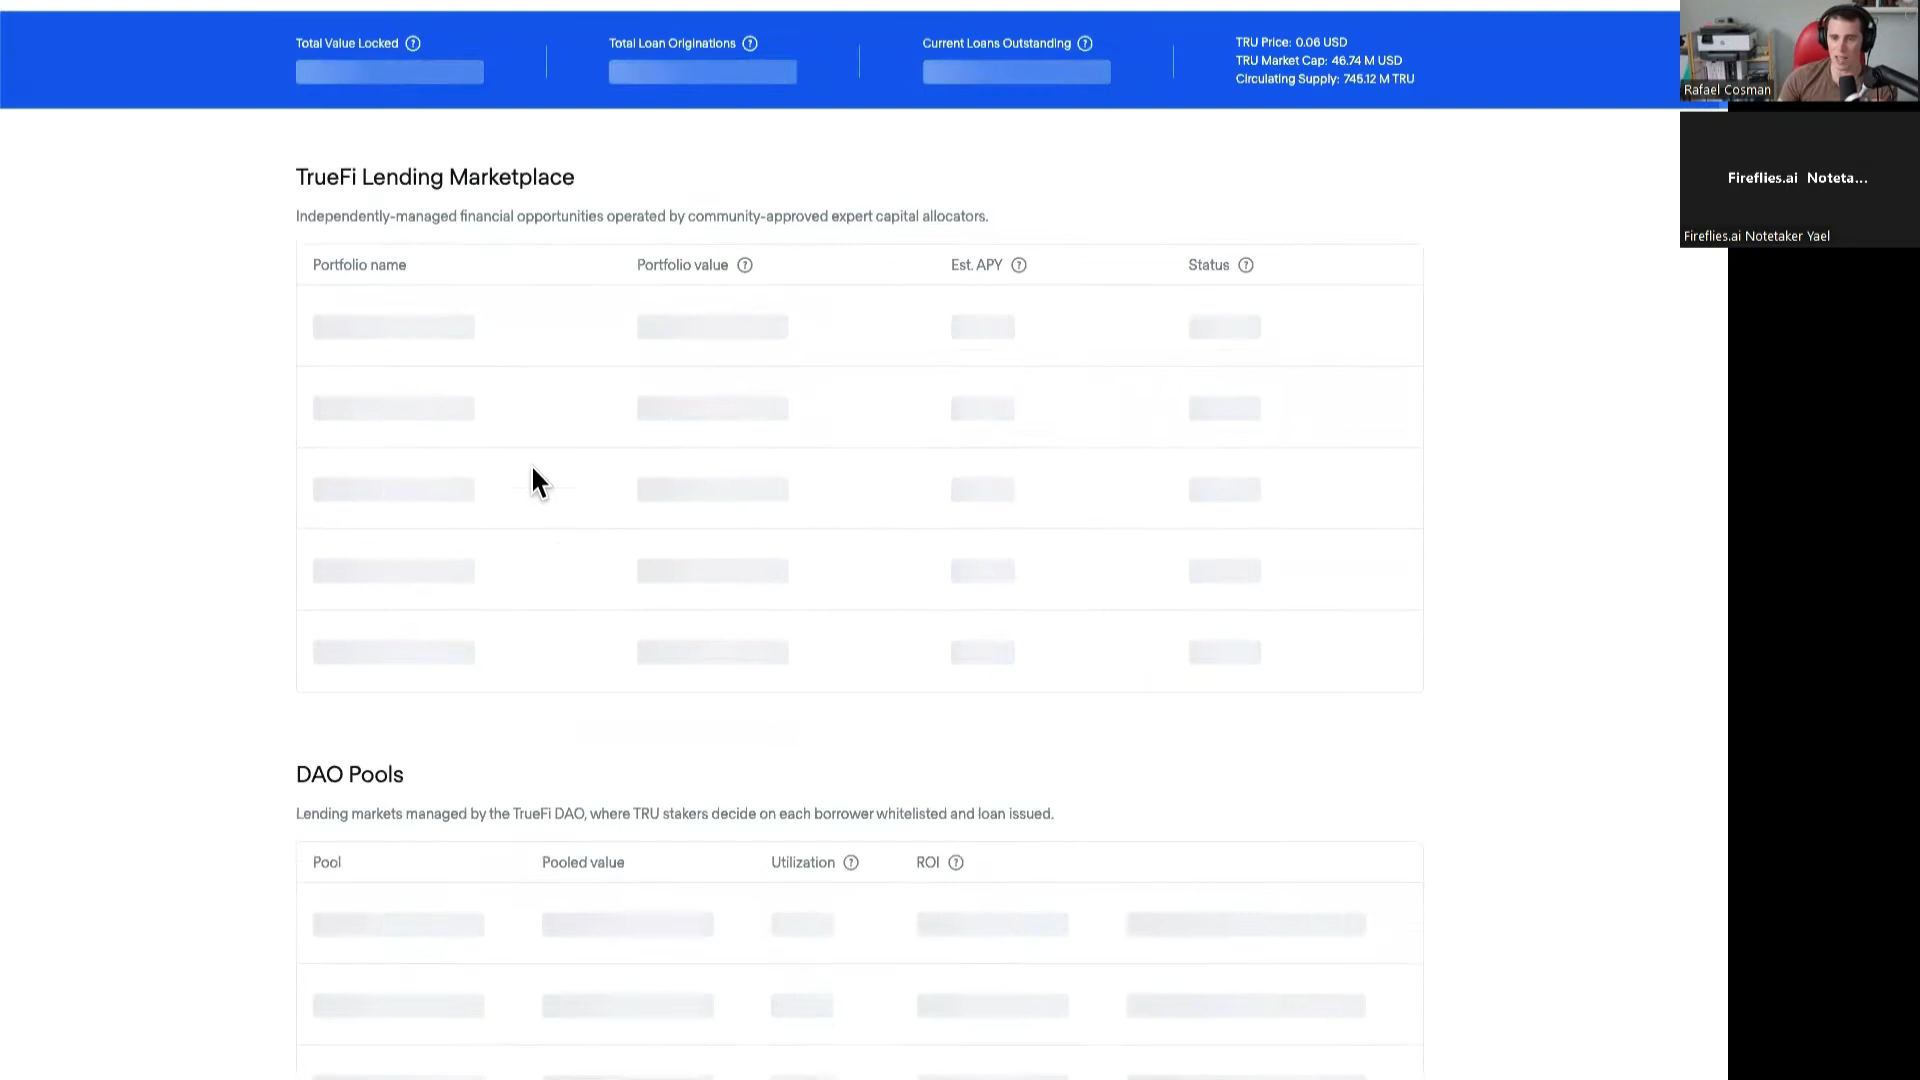 Total Value Locked
Total Loan Originations
Current Loans Outstanding
TRU Price: 0.06 USD
TRU Market Cap: 46.74 M USD
Circulating Supply: 745.12 M TRU
Rafael Cosman
Fireflies.ai Noteta...
Fireflies.ai Notetaker Yael
TrueFi Lending Marketplace
Independently-managed financial opportunities operated by community-approved expert capital allocators.
Portfolio name Portfolio value Est. APY Status
DAO Pools
Lending markets managed by the TrueFi DAO, where TRU stakers decide on each borrower whitelisted and loan issued.
Pool Pooled value Utilization ROI